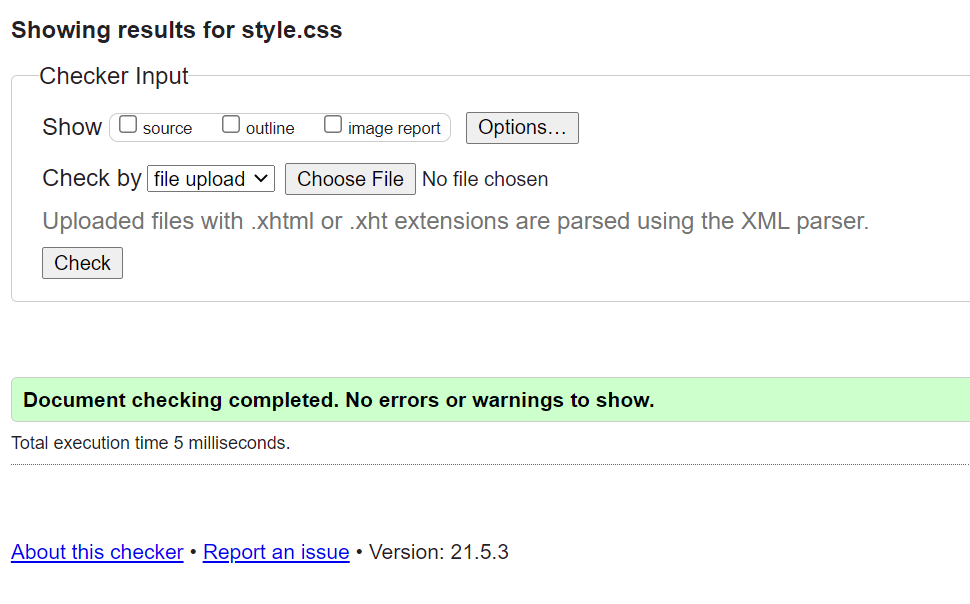 Showing results for style.css
Checker Input
Show source outline image report Options...
Check by file upload Choose File No file chosen
Uploaded files with .xhtml or .xht extensions are parsed using the XML parser.
Check
Document checking completed. No errors or warnings to show.
Total execution time 5 milliseconds.
About this checker • Report an issue • Version: 21.5.3